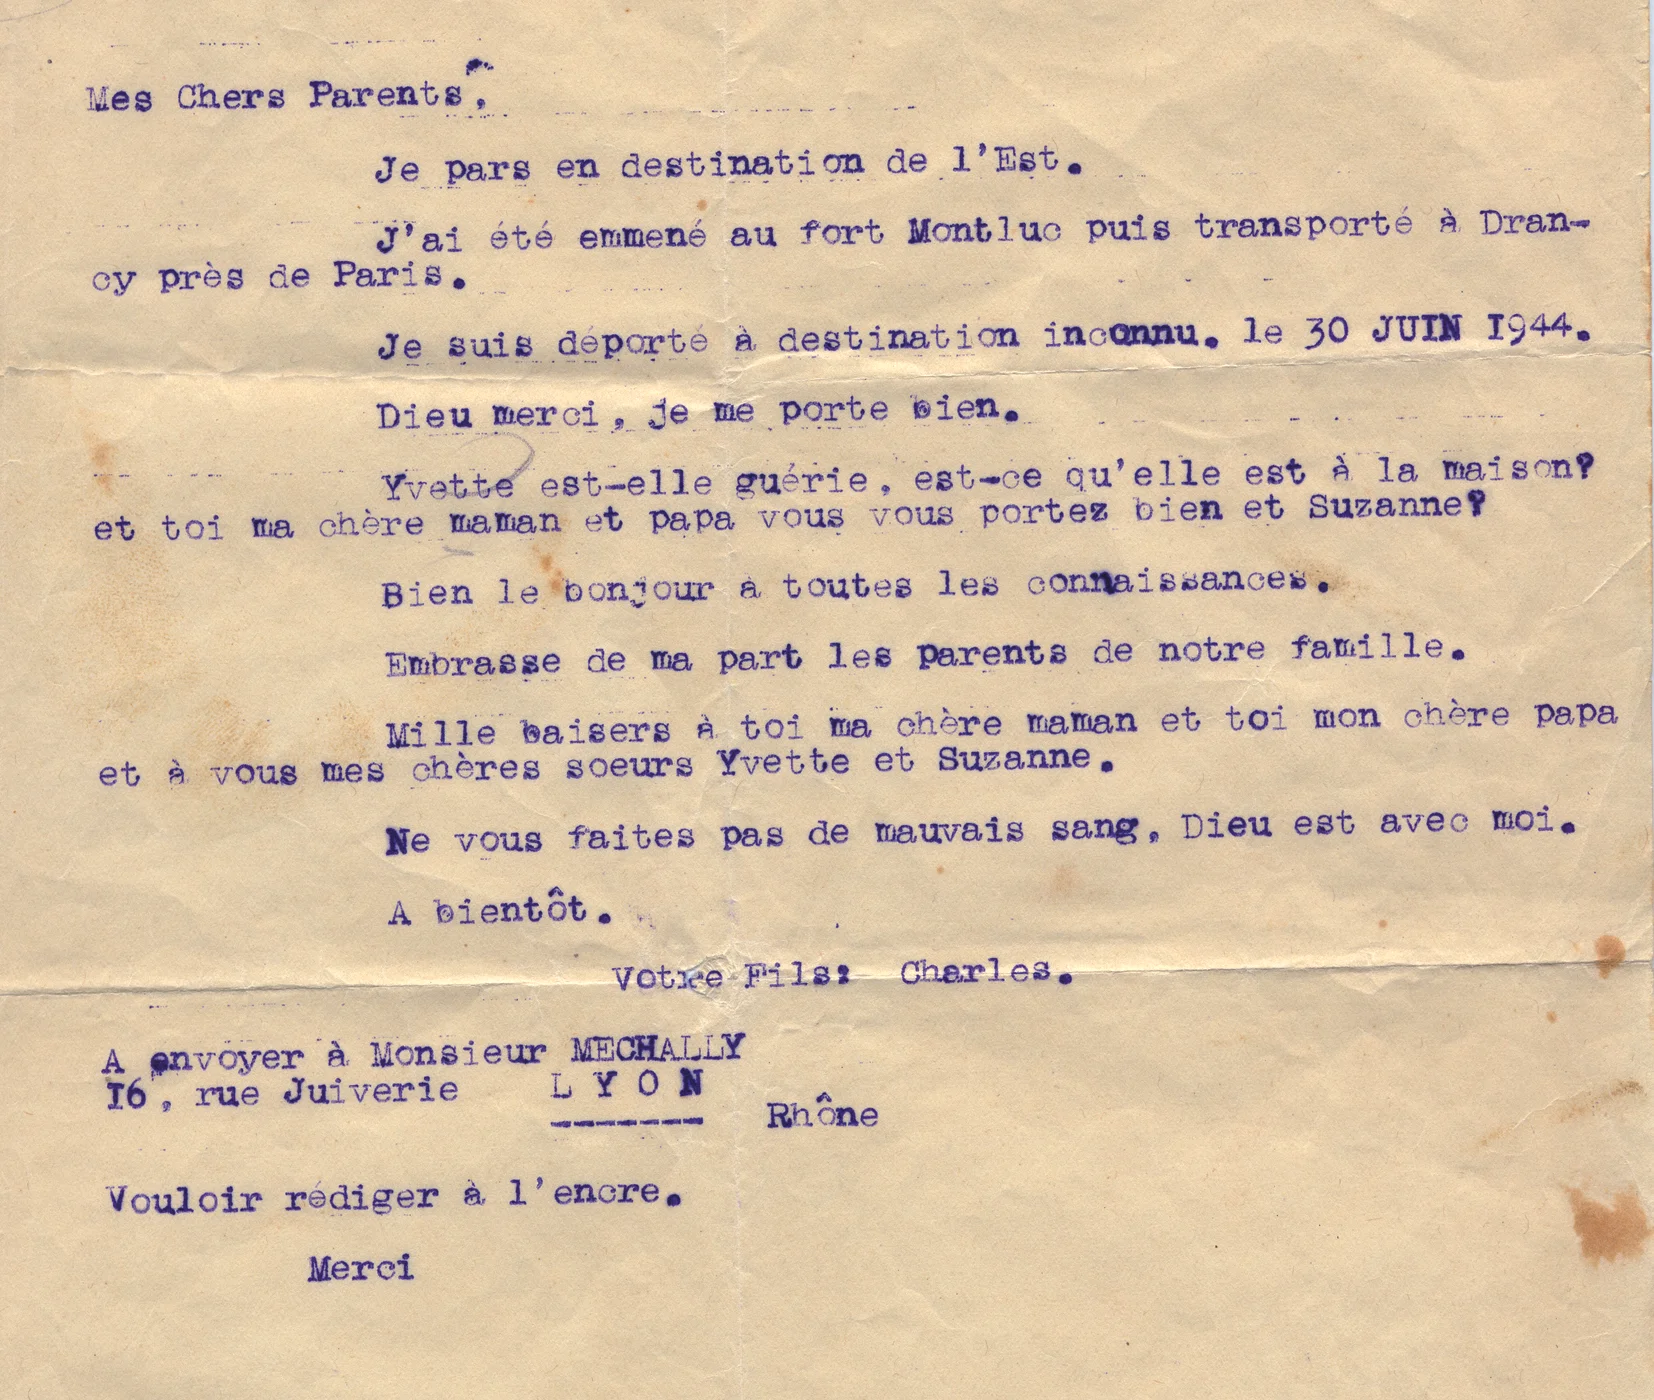 Mes Chers Parents,
Je pars en destination de l'Est.
J'ai été emmené au fort Montluc puis transporté à Dran-
cy près de Paris.
Je suis déporté à destination inconnu. le 30 JUIN 1944.
Dieu merci, je me porte bien.
Yvette est-elle guérie, est-ce qu'elle est à la maison?
et toi ma chère maman et papa vous vous portez bien et Suzanne?
Bien le bonjour à toutes les connaissances.
Embrasse de ma part les parents de notre famille.
Mille baisers à toi ma chère maman et toi mon chère papa
et à vous mes chères soeurs Yvette et Suzanne.
Ne vous faites pas de mauvais sang, Dieu est avec moi.
A bientôt.
Votre Fils: Charles.
A envoyer à Monsieur MECHALLY
16, rue Juiverie L Y O N
-------
Rhône
Vouloir rédiger à l'encre.
Merci